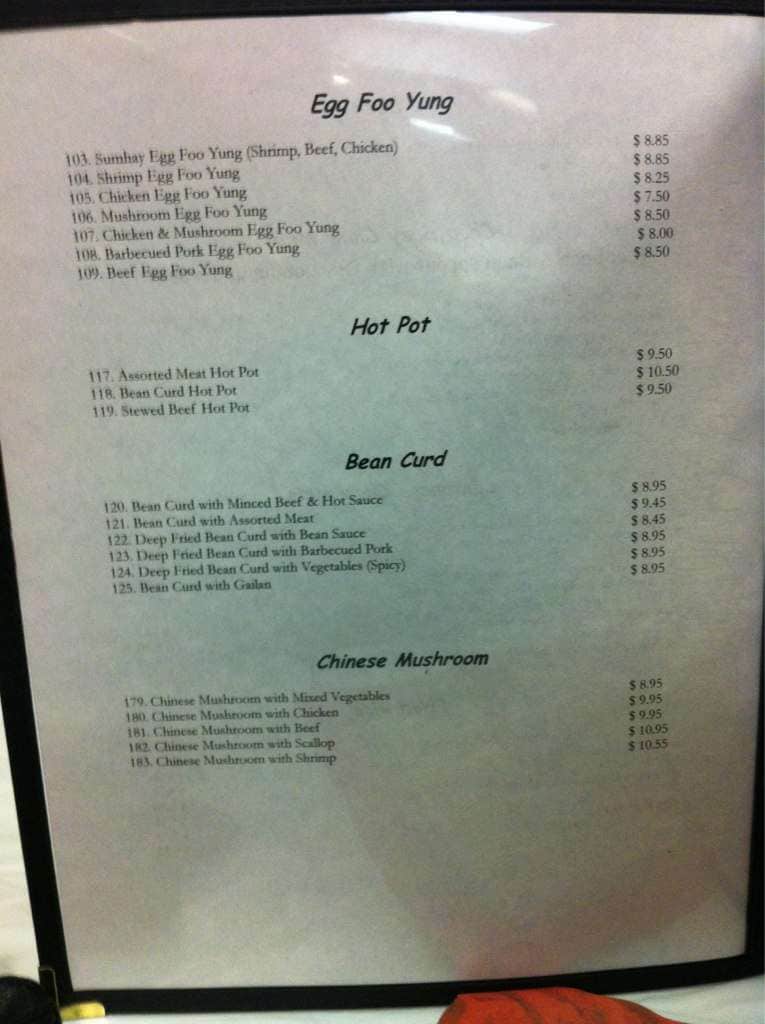 Egg Foo Yung
103. Sumhay Egg Foo Yung (Shrimp, Beef, Chicken) $ 8.85
104. Shrimp Egg Foo Yung $ 8.85
105. Chicken Egg Foo Yung $ 8.25
106. Mushroom Egg Foo Yung $ 7.50
107. Chicken & Mushroom Egg Foo Yung $ 8.50
108. Barbecued Pork Egg Foo Yung $ 8.00
109. Beef Egg Foo Yung $ 8.50
Hot Pot
117. Assorted Meat Hot Pot $ 9.50
118. Bean Curd Hot Pot $ 10.50
119. Stewed Beef Hot Pot $ 9.50
Bean Curd
120. Bean Curd with Minced Beef & Hot Sauce $ 8.95
121. Bean Curd with Assorted Meat $ 9.45
122. Deep Fried Bean Curd with Bean Sauce $ 8.45
123. Deep Fried Bean Curd with Barbecued Pork $ 8.95
124. Deep Fried Bean Curd with Vegetables (Spicy) $ 8.95
125. Bean Curd with Gailan $ 8.95
Chinese Mushroom
179. Chinese Mushroom with Mixed Vegetables $ 8.95
180. Chinese Mushroom with Chicken $ 9.95
181. Chinese Mushroom with Beef $ 9.95
182. Chinese Mushroom with Scallop $ 10.95
183. Chinese Mushroom with Shrimp $ 10.55